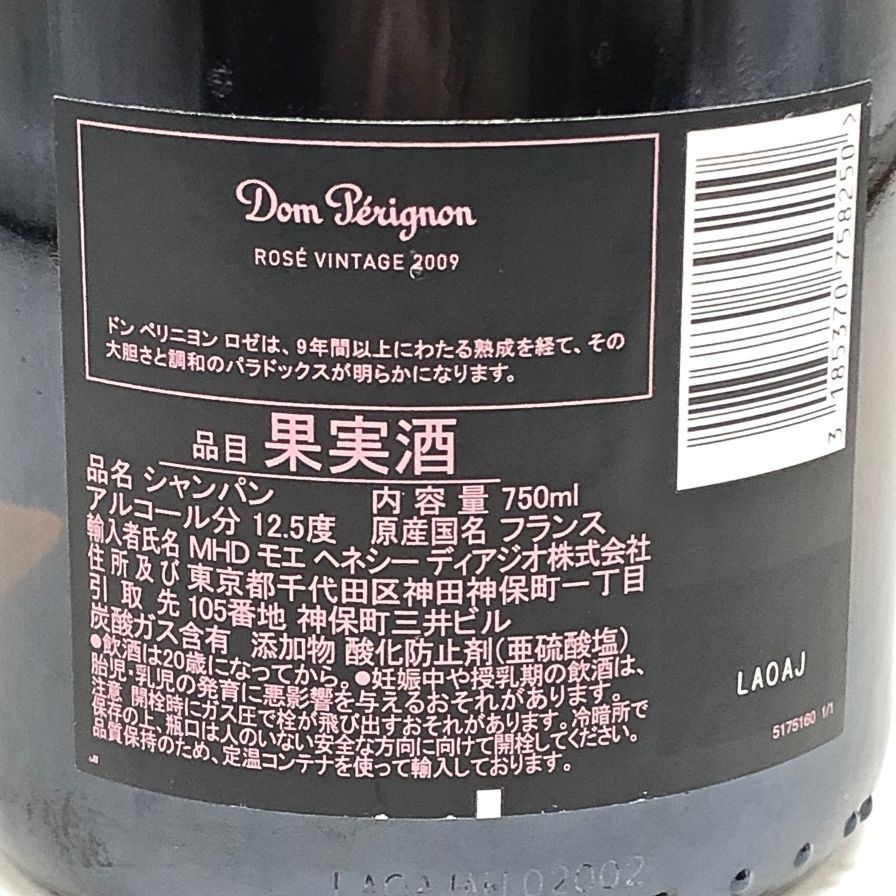 Dom Pérignon
ROSÉ VINTAGE 2009
ドン ペリニヨン ロゼは、9年間以上にわたる熟成を経て、その
大胆さと調和のパラドックスが明らかになります。
品目 果実酒
品名 シャンパン 内容量 750ml
アルコール分 12.5度 原産国名 フランス
輸入者氏名 MHD モエ ヘネシー ディアジオ株式会社
住所及び 東京都千代田区神田神保町一丁目
引取先 105番地 神保町三井ビル
炭酸ガス含有 添加物 酸化防止剤(亜硫酸塩)
●飲酒は20歳になってから。●妊娠中や授乳期の飲酒は、
胎児・乳児の発育に悪影響を与えるおそれがあります。
注意 開栓時にガス圧で栓が飛び出すおそれがあります。冷暗所で
保存の上、瓶口は人のいない安全な方向に向けて開栓してください。
品質保持のため、定温コンテナを使って輸入しております。
3 185370 758250 >
LAOAJ
5175160 1/1